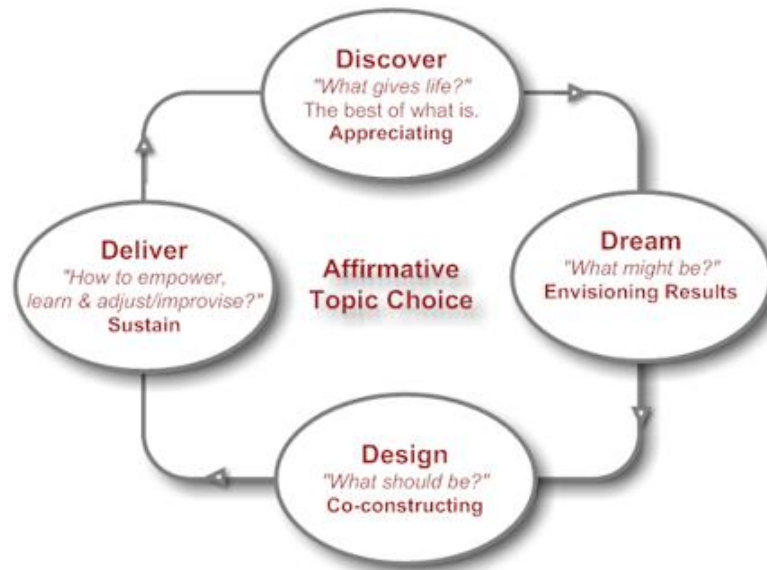 Discover
"What gives life?"
The best of what is.
Appreciating
Dream
"What might be?"
Envisioning Results
Design
"What should be?"
Co-constructing
Deliver
"How to empower,
learn & adjust/improvise?"
Sustain
Affirmative
Topic Choice